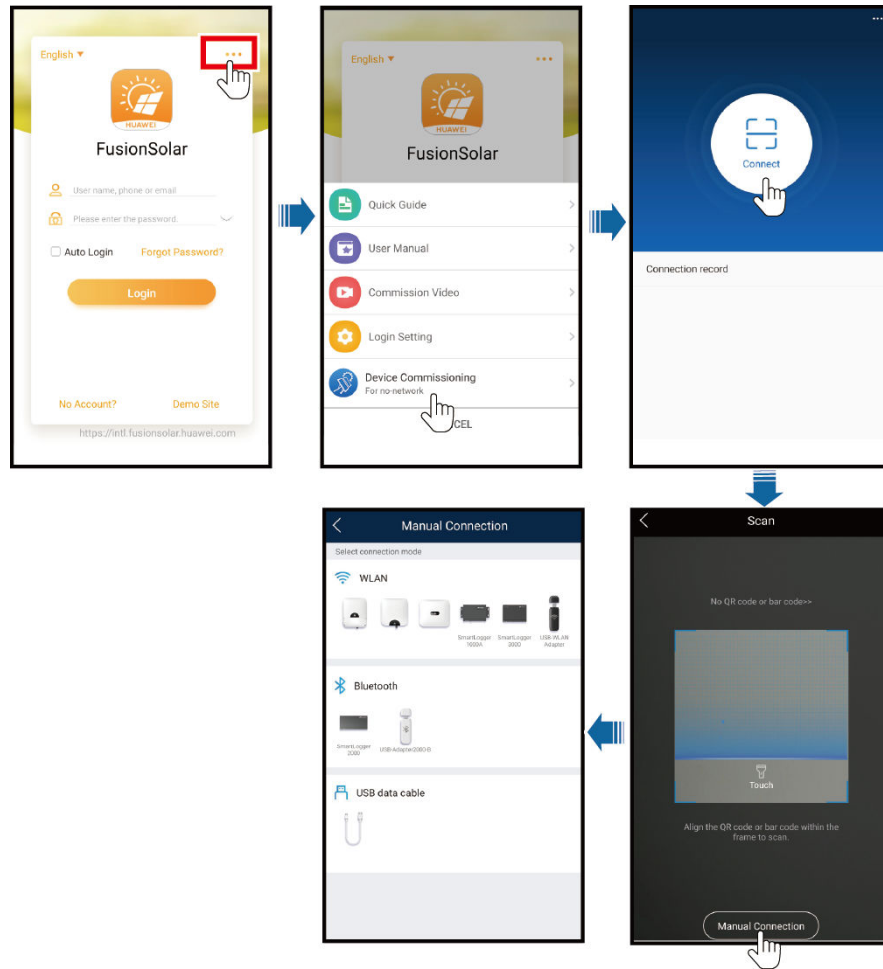 English
HUAWEI
FusionSolar
User name, phone or email
Please enter the password.
Auto Login Forgot Password?
Login
No Account? Demo Site
https://intl.fusionsolar.huawei.com
English
HUAWEI
FusionSolar
Quick Guide
User Manual
Commission Video
Login Setting
Device Commissioning
For no-network
CEL
Connect
Connection record
Scan
No QR code or bar code>>
Touch
Align the QR code or bar code within the
frame to scan.
Manual Connection
Manual Connection
Select connection mode
WLAN
SmartLogger SmartLogger USB WLAN
1000A 3000 Adapter
Bluetooth
SmartLogger
2000
USB-Adapter2000-B
USB data cable